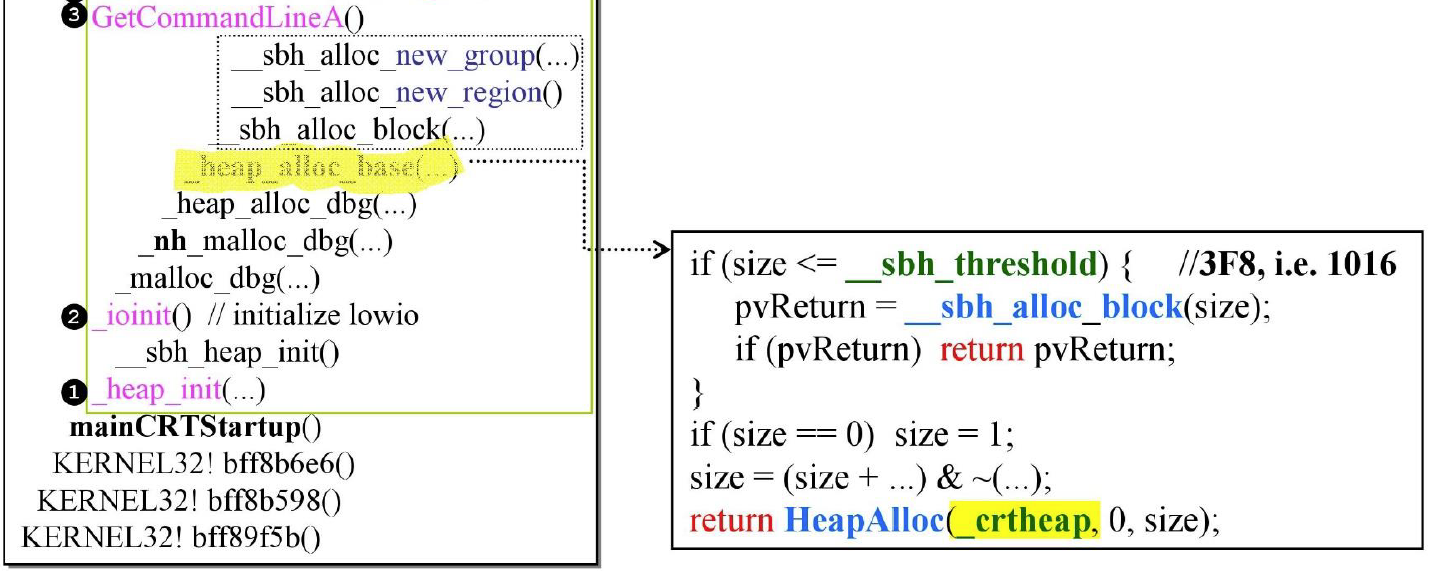 ❸ GetCommandLineA()
__sbh_alloc_new_group(...)
__sbh_alloc_new_region()
__sbh_alloc_block(...)
_heap_alloc_base(...)
_heap_alloc_dbg(...)
_nh_malloc_dbg(...)
_malloc_dbg(...)
❷ _ioinit() // initialize lowio
__sbh_heap_init()
❶ _heap_init(...)
mainCRTStartup()
KERNEL32! bff8b6e6()
KERNEL32! bff8b598()
KERNEL32! bff89f5b()
if (size <= __sbh_threshold) { //3F8, i.e. 1016
pvReturn = __sbh_alloc_block(size);
if (pvReturn) return pvReturn;
}
if (size == 0) size = 1;
size = (size + ...) & ~(...);
return HeapAlloc(_crtheap, 0, size);